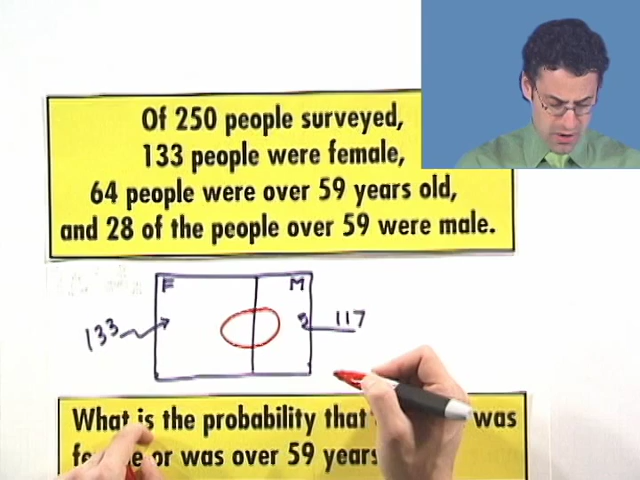 Of 250 people surveyed,
133 people were female,
64 people were over 59 years old,
and 28 of the people over 59 were male.
F M
133 117
What is the probability that was
or was over 59 years